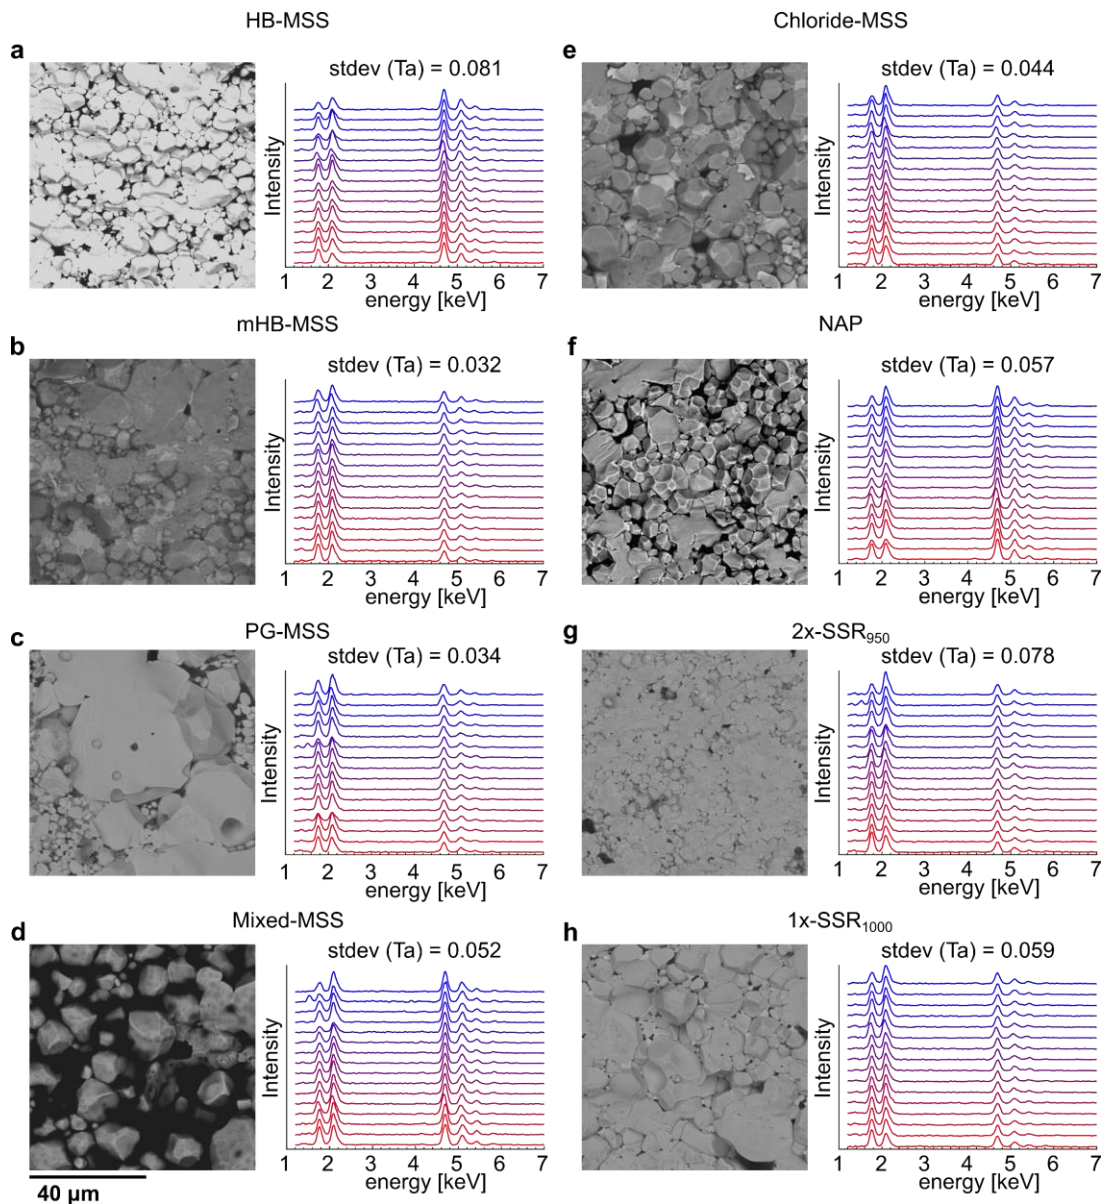 HB-MSS
a
stdev (Ta) = 0.081
Intensity
1 2 3 4 5 6 7
energy [keV]
mHB-MSS
b
stdev (Ta) = 0.032
Intensity
1 2 3 4 5 6 7
energy [keV]
PG-MSS
c
stdev (Ta) = 0.034
Intensity
1 2 3 4 5 6 7
energy [keV]
Mixed-MSS
d
stdev (Ta) = 0.052
Intensity
1 2 3 4 5 6 7
energy [keV]
40 µm
Chloride-MSS
e
stdev (Ta) = 0.044
Intensity
1 2 3 4 5 6 7
energy [keV]
NAP
f
stdev (Ta) = 0.057
Intensity
1 2 3 4 5 6 7
energy [keV]
2x-SSR₉₅₀
g
stdev (Ta) = 0.078
Intensity
1 2 3 4 5 6 7
energy [keV]
1x-SSR₁₀₀₀
h
stdev (Ta) = 0.059
Intensity
1 2 3 4 5 6 7
energy [keV]